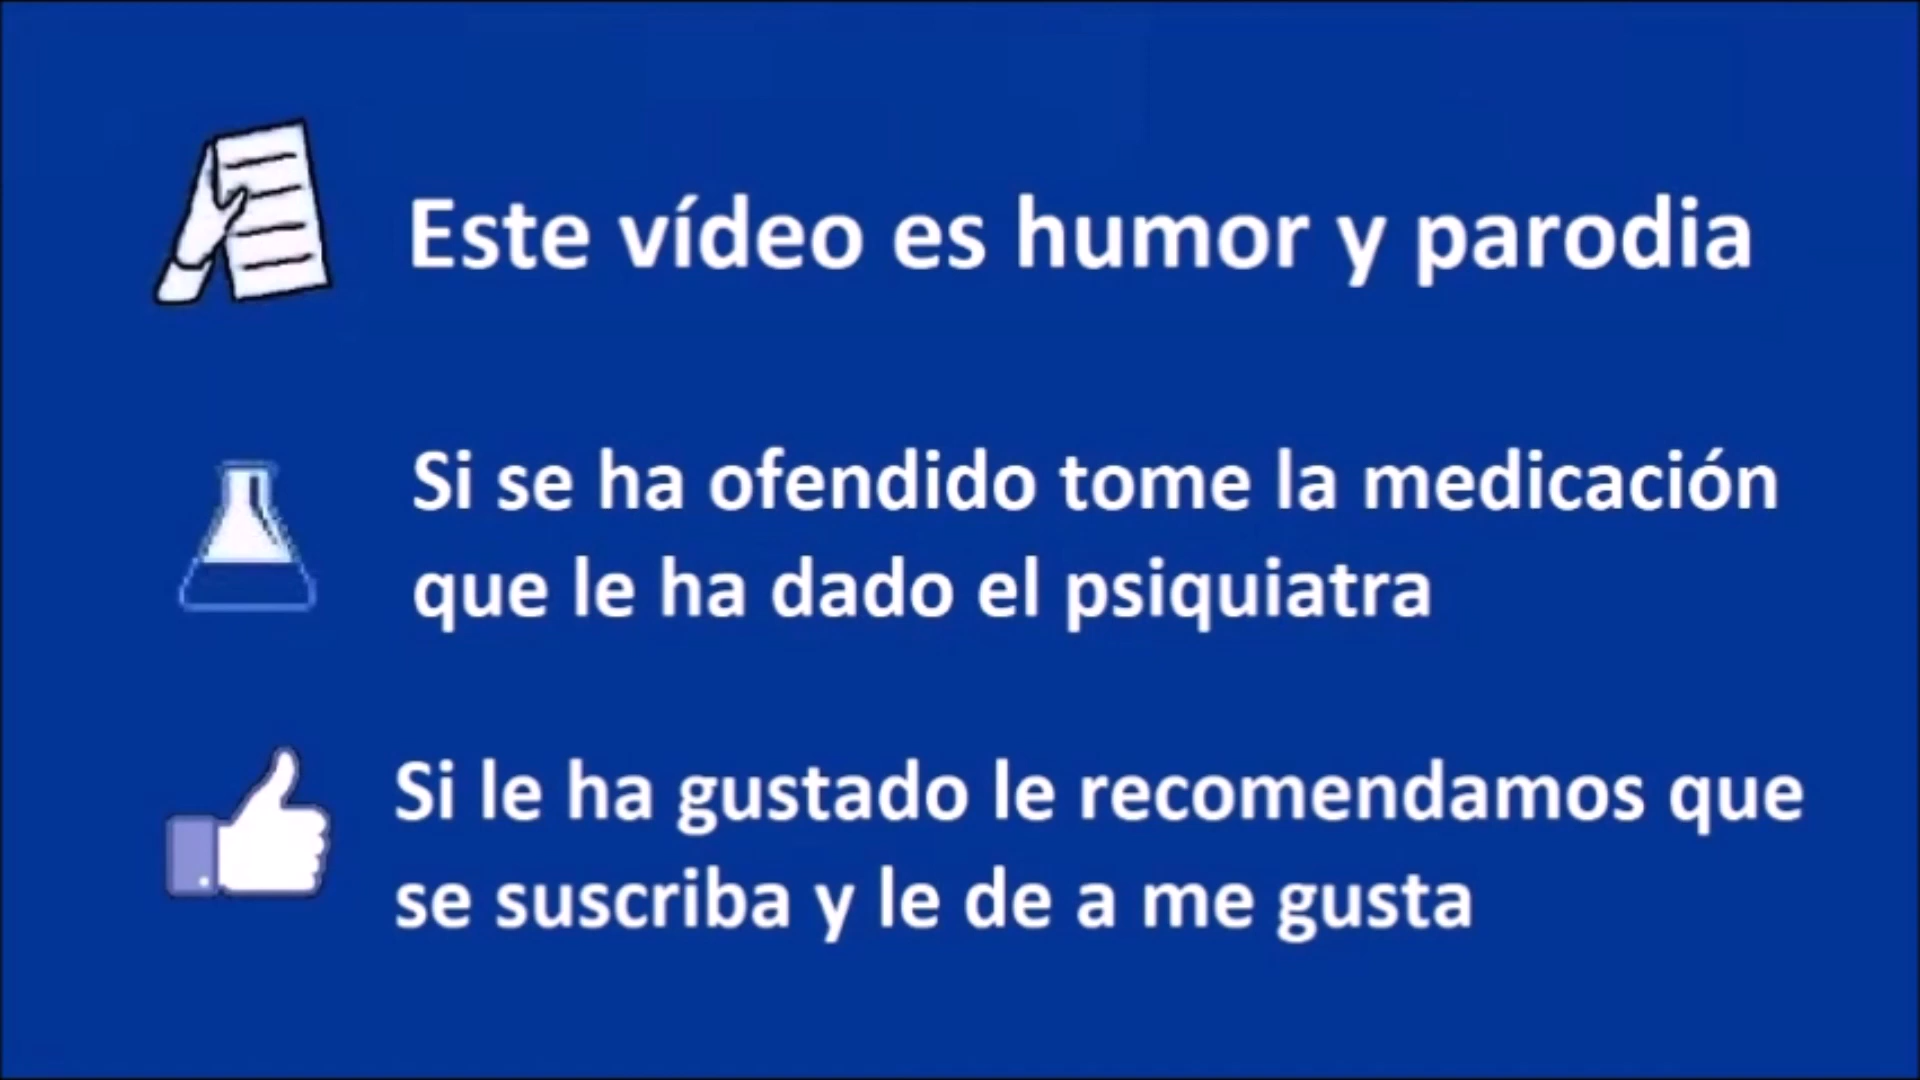 Este vídeo es humor y parodia
Si se ha ofendido tome la medicación
que le ha dado el psiquiatra
Si le ha gustado le recomendamos que
se suscriba y le de a me gusta